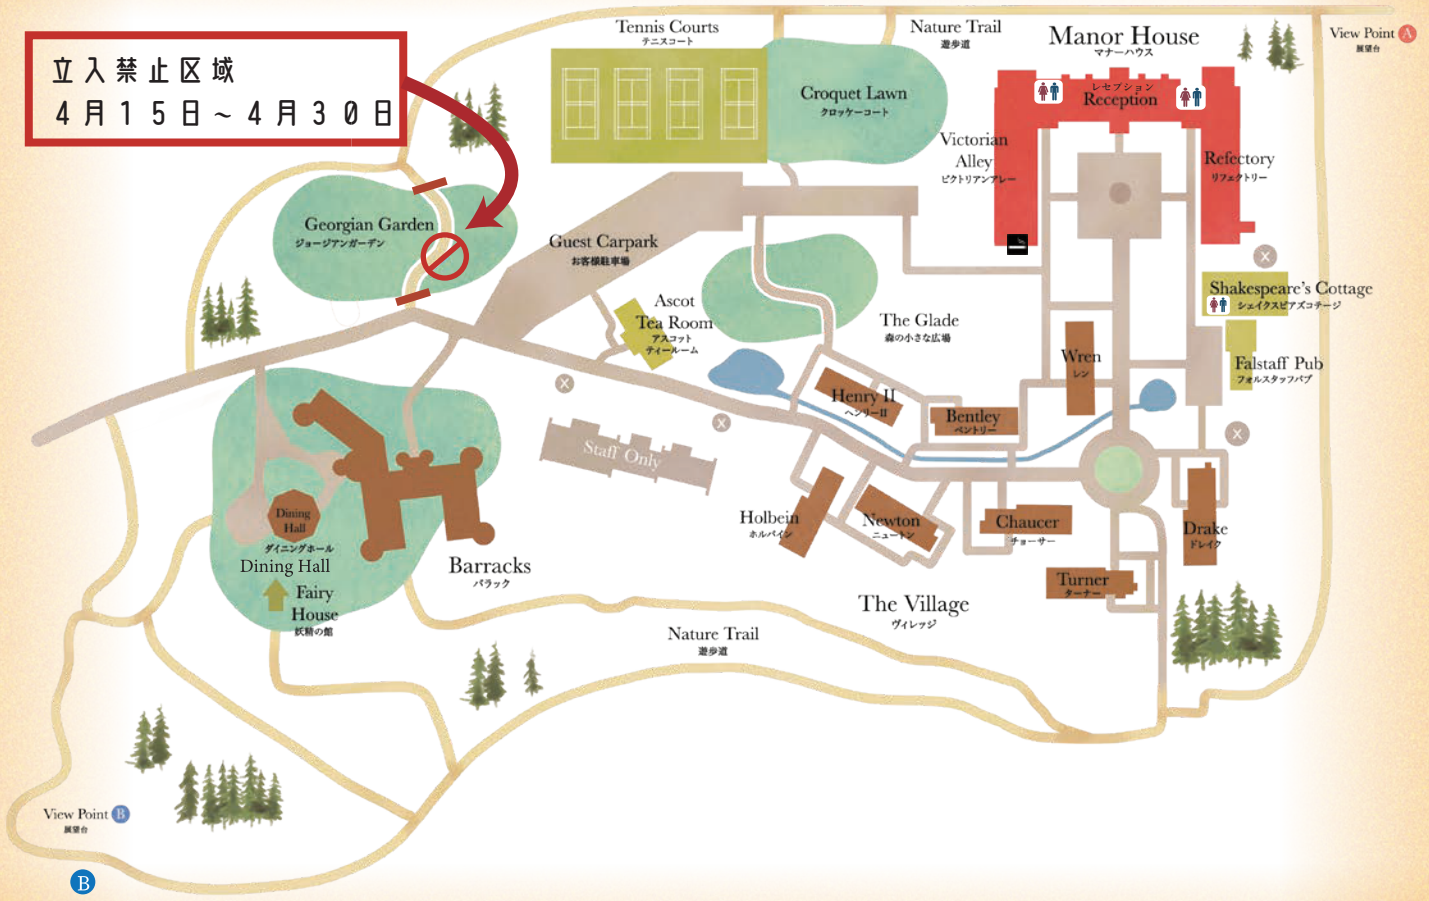 立入禁止区域
4月15日～4月30日
Tennis Courts
テニスコート
Nature Trail
遊歩道
Manor House
マナーハウス
View Point A
展望台
レセプション
Reception
Croquet Lawn
クロッケーコート
Victorian
Alley
ビクトリアンアレー
Refectory
リフェクトリー
Georgian Garden
ジョージアンガーデン
Guest Carpark
お客様駐車場
X
Shakespeare's Cottage
シェイクスピアズコテージ
Ascot
Tea Room
アスコット
ティールーム
The Glade
森の小さな広場
Wren
レン
Falstaff Pub
フォルスタッフパブ
X
Henry II
ヘンリーII
Bentley
ベントリー
X
X
Staff Only
Dining
Hall
ダイニングホール
Dining Hall
Fairy
House
妖精の館
Barracks
バラック
Holbein
ホルバイン
Newton
ニュートン
Chaucer
チョーサー
Drake
ドレイク
Turner
ターナー
The Village
ヴィレッジ
Nature Trail
遊歩道
View Point B
展望台
B